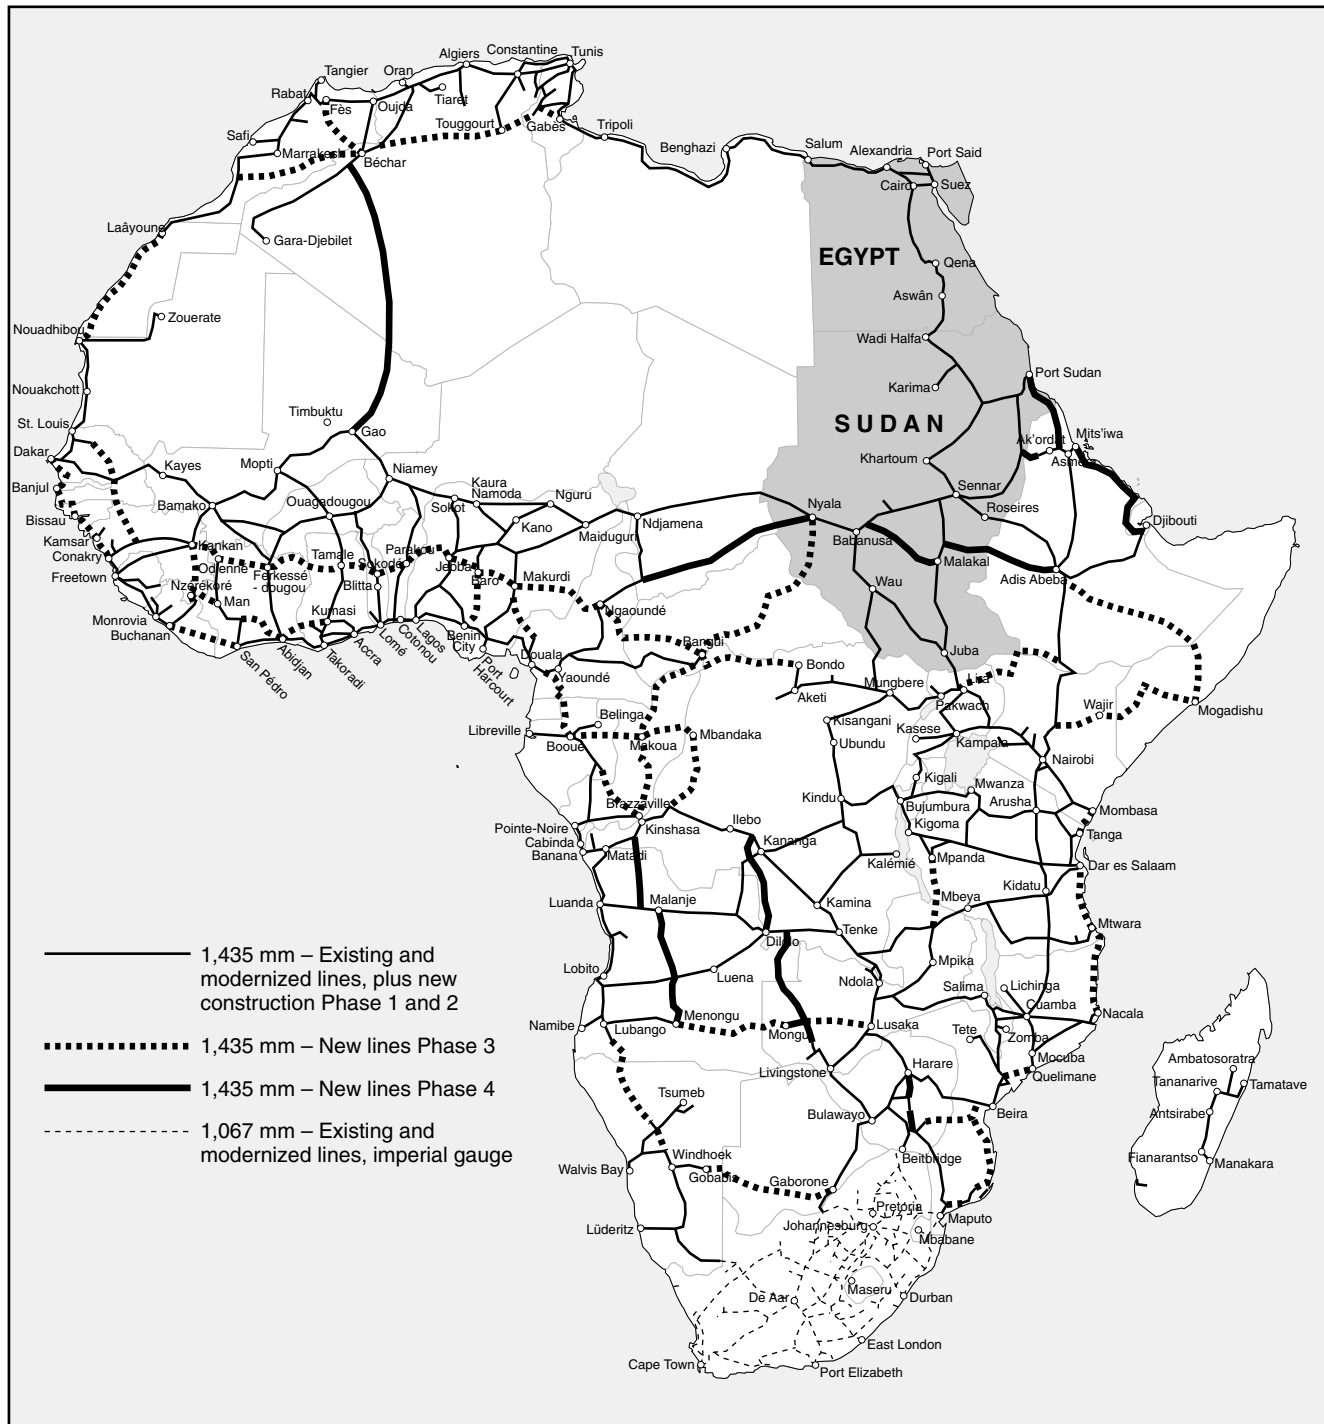 Algiers
Constantine
Tunis
Tangier
Oran
Rabat
Fès
Oujda
Tiaret
Touggourt
Gabès
Tripoli
Safi
Marrakesh
Béchar
Benghazi
Salum
Alexandria
Port Said
Cairo
Suez
Laâyoune
Gara-Djebilet
EGYPT
Qena
Aswân
Zouerate
Nouadhibou
Wadi Halfa
Nouakchott
Karima
Port Sudan
Timbuktu
St. Louis
Gao
SUDAN
Ak'ordat
Mits'iwa
Asmera
Dakar
Kayes
Mopti
Niamey
Khartoum
Banjul
Bamako
Ouagadougou
Kaura
Namoda
Sokot
Nguru
Sennar
Bissau
Kano
Ndjamena
Nyala
Roseires
Djibouti
Kamsar
Conakry
Kankan
Odienne
Tamale
Sokodé
Parakou
Jebba
Maiduguri
Babanusa
Freetown
Nzérékoré
Ferkessé
- dougou
Blitta
Baro
Makurdi
Wau
Malakal
Adis Abeba
Man
Kumasi
Ngaoundé
Monrovia
Buchanan
San Pédro
Abidjan
Takoradi
Accra
Lomé
Cotonou
Lagos
Benin
City
Port
Harcourt
Douala
Yaoundé
Bangui
Bondo
Aketi
Juba
Mungbere
Lira
Pakwach
Wajir
Mogadishu
Libreville
Belinga
Booue
Makoua
Mbandaka
Kisangani
Ubundu
Kasese
Kampala
Nairobi
Kigali
Mwanza
Brazzaville
Kindu
Bujumbura
Kigoma
Arusha
Mombasa
Pointe-Noire
Cabinda
Banana
Kinshasa
Matadi
Ilebo
Kananga
Kalémié
Mpanda
Tanga
Dar es Salaam
Luanda
Malanje
Kamina
Mbeya
Kidatu
Mtwara
Dilolo
Tenke
Lobito
Luena
Ndola
Mpika
Salima
Lichinga
Cuamba
Nacala
Namibe
Lubango
Menongu
Mongu
Lusaka
Tete
Zomba
Mocuba
Quelimane
Livingstone
Harare
Ambatosoratra
Tananarive
Tamatave
Tsumeb
Bulawayo
Beira
Antsirabe
Walvis Bay
Windhoek
Gobabis
Gaborone
Beitbridge
Fianarantso
Manakara
Lüderitz
Pretoria
Johannesburg
Maputo
Mbabane
De Aar
Maseru
Durban
East London
Cape Town
Port Elizabeth
1,435 mm – Existing and
modernized lines, plus new
construction Phase 1 and 2
1,435 mm – New lines Phase 3
1,435 mm – New lines Phase 4
1,067 mm – Existing and
modernized lines, imperial gauge